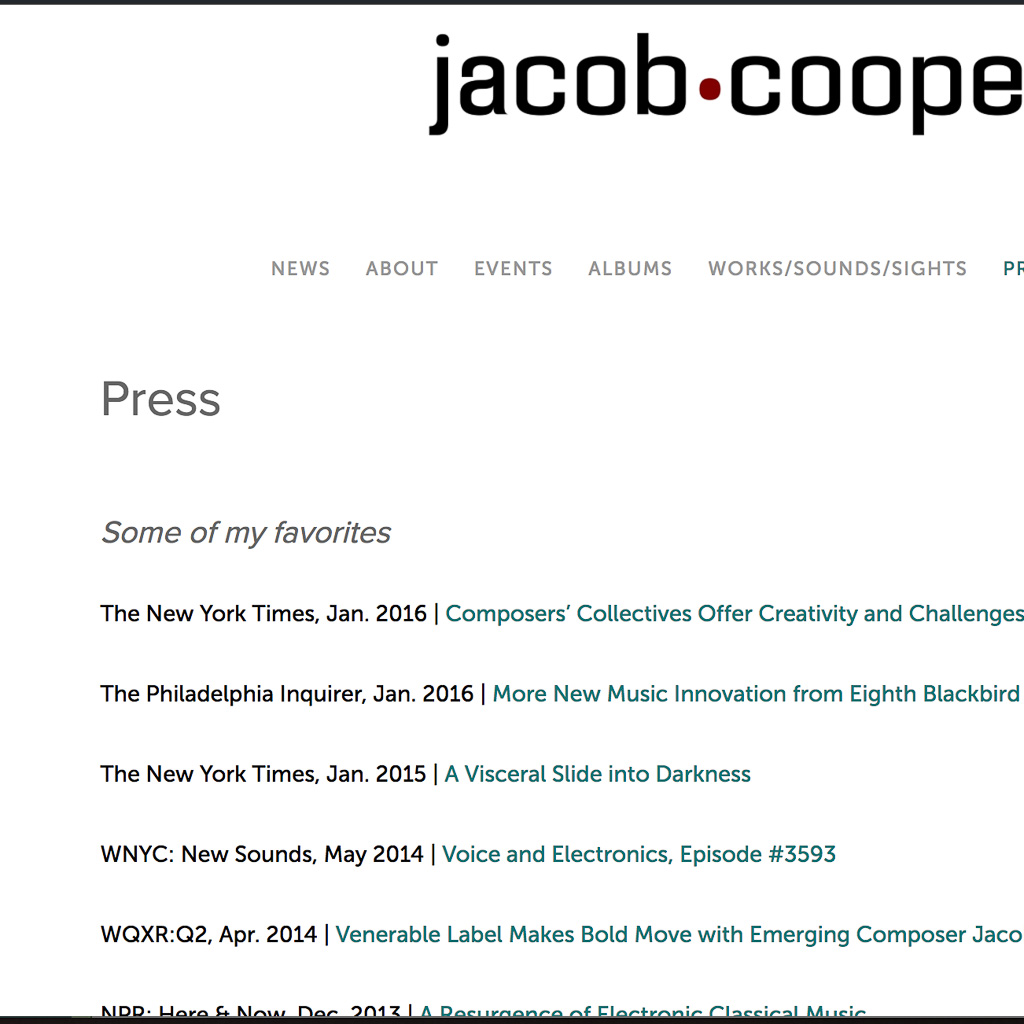 jacob.coope
NEWS ABOUT EVENTS ALBUMS WORKS/SOUNDS/SIGHTS PR
Press
Some of my favorites
The New York Times, Jan. 2016 | Composers’ Collectives Offer Creativity and Challenges
The Philadelphia Inquirer, Jan. 2016 | More New Music Innovation from Eighth Blackbird
The New York Times, Jan. 2015 | A Visceral Slide into Darkness
WNYC: New Sounds, May 2014 | Voice and Electronics, Episode #3593
WQXR:Q2, Apr. 2014 | Venerable Label Makes Bold Move with Emerging Composer Jaco
NPR: Here & Now, Dec. 2013 | A Resurgence of Electronic Classical Music